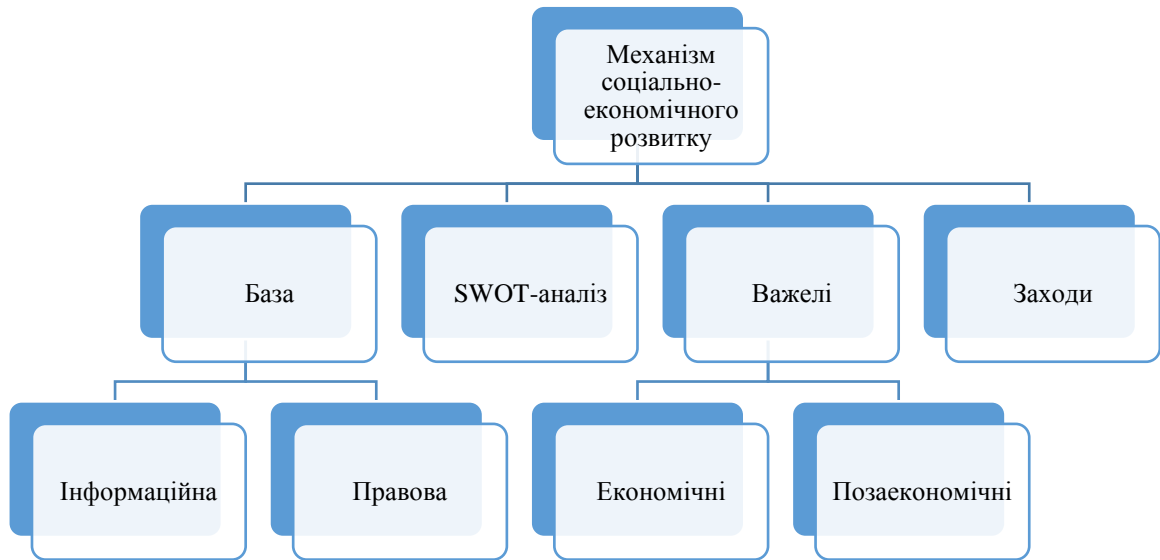 Механізм
соціально-
економічного
розвитку
База
SWOT-аналіз
Важелі
Заходи
Інформаційна
Правова
Економічні
Позаекономічні